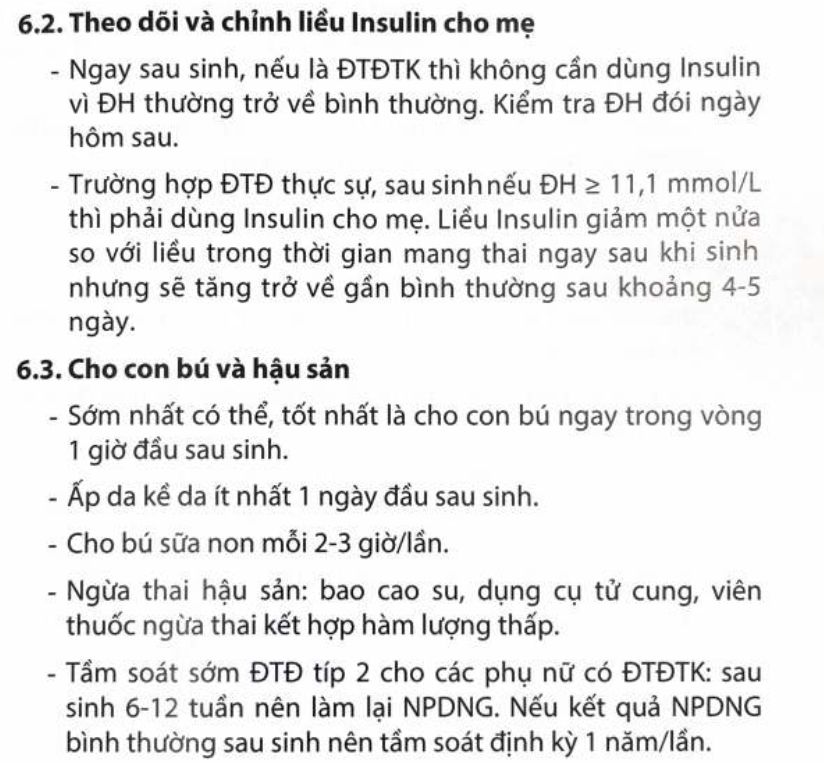 6.2. Theo dõi và chỉnh liều Insulin cho mẹ
- Ngay sau sinh, nếu là ĐTĐTK thì không cần dùng Insulin
vì ĐH thường trở về bình thường. Kiểm tra ĐH đói ngày
hôm sau.
- Trường hợp ĐTĐ thực sự, sau sinh nếu ĐH ≥ 11,1 mmol/L
thì phải dùng Insulin cho mẹ. Liều Insulin giảm một nửa
so với liều trong thời gian mang thai ngay sau khi sinh
nhưng sẽ tăng trở về gần bình thường sau khoảng 4-5
ngày.
6.3. Cho con bú và hậu sản
- Sớm nhất có thể, tốt nhất là cho con bú ngay trong vòng
1 giờ đầu sau sinh.
- Ấp da kề da ít nhất 1 ngày đầu sau sinh.
- Cho bú sữa non mỗi 2-3 giờ/lần.
- Ngừa thai hậu sản: bao cao su, dụng cụ tử cung, viên
thuốc ngừa thai kết hợp hàm lượng thấp.
- Tầm soát sớm ĐTĐ típ 2 cho các phụ nữ có ĐTĐTK: sau
sinh 6-12 tuần nên làm lại NPDNG. Nếu kết quả NPDNG
bình thường sau sinh nên tầm soát định kỳ 1 năm/lần.